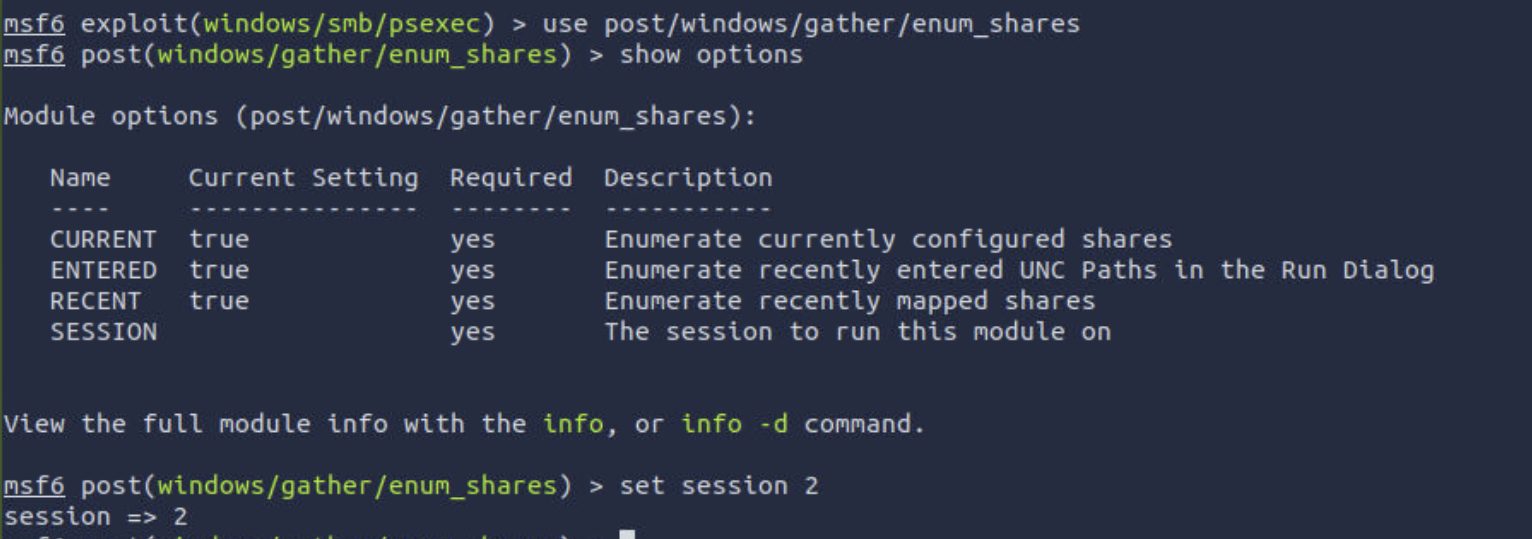 msf6 exploit(windows/smb/psexec) > use post/windows/gather/enum_shares
msf6 post(windows/gather/enum_shares) > show options
Module options (post/windows/gather/enum_shares):
Name Current Setting Required Description
---- --------------- -------- -----------
CURRENT true yes Enumerate currently configured shares
ENTERED true yes Enumerate recently entered UNC Paths in the Run Dialog
RECENT true yes Enumerate recently mapped shares
SESSION yes The session to run this module on
View the full module info with the info, or info -d command.
msf6 post(windows/gather/enum_shares) > set session 2
session => 2